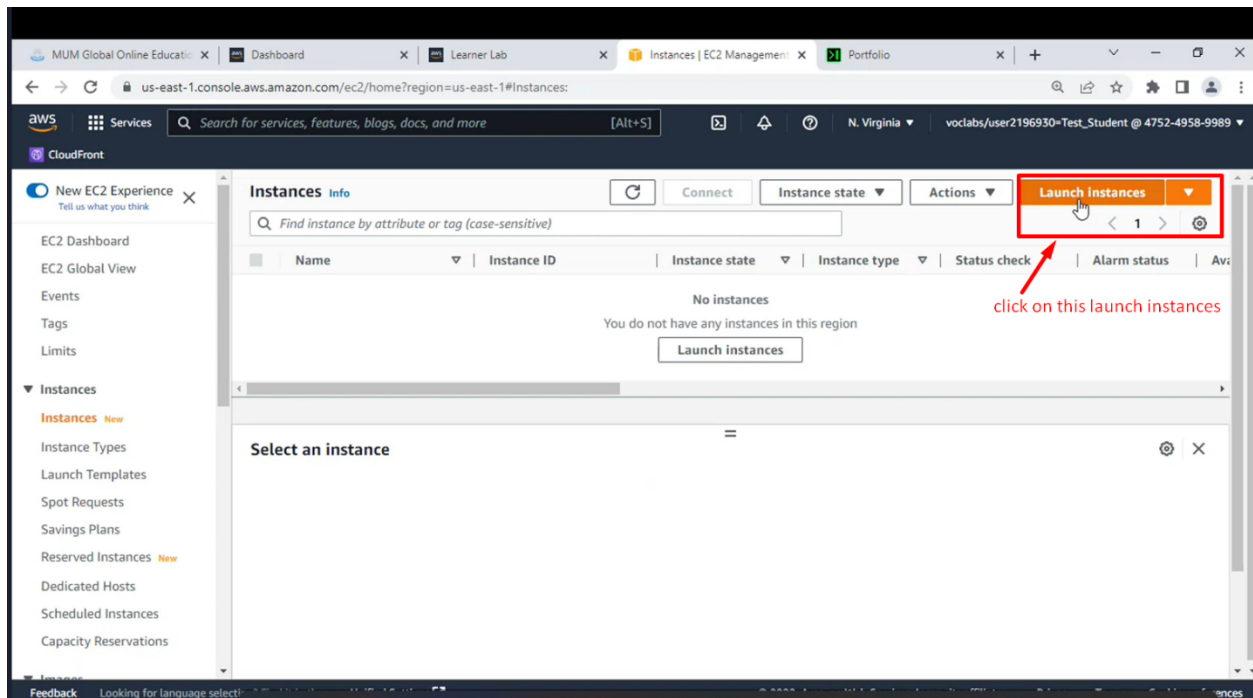 MUM Global Online Educatio
Dashboard
Learner Lab
Instances | EC2 Management
Portfolio
us-east-1.console.aws.amazon.com/ec2/home?region=us-east-1#Instances:
aws Services Search for services, features, blogs, docs, and more [Alt+S] N. Virginia ▼ voclabs/user2196930=Test_Student @ 4752-4958-9989 ▼
CloudFront
New EC2 Experience
Tell us what you think
EC2 Dashboard
EC2 Global View
Events
Tags
Limits
▼ Instances
Instances New
Instance Types
Launch Templates
Spot Requests
Savings Plans
Reserved Instances New
Dedicated Hosts
Scheduled Instances
Capacity Reservations
Images
Instances Info Connect Instance state ▼ Actions ▼ Launch instances ▼
Find instance by attribute or tag (case-sensitive) 1
Name Instance ID Instance state Instance type Status check Alarm status Ava
No instances
You do not have any instances in this region
Launch instances
click on this launch instances
Select an instance
Feedback Looking for language selecti